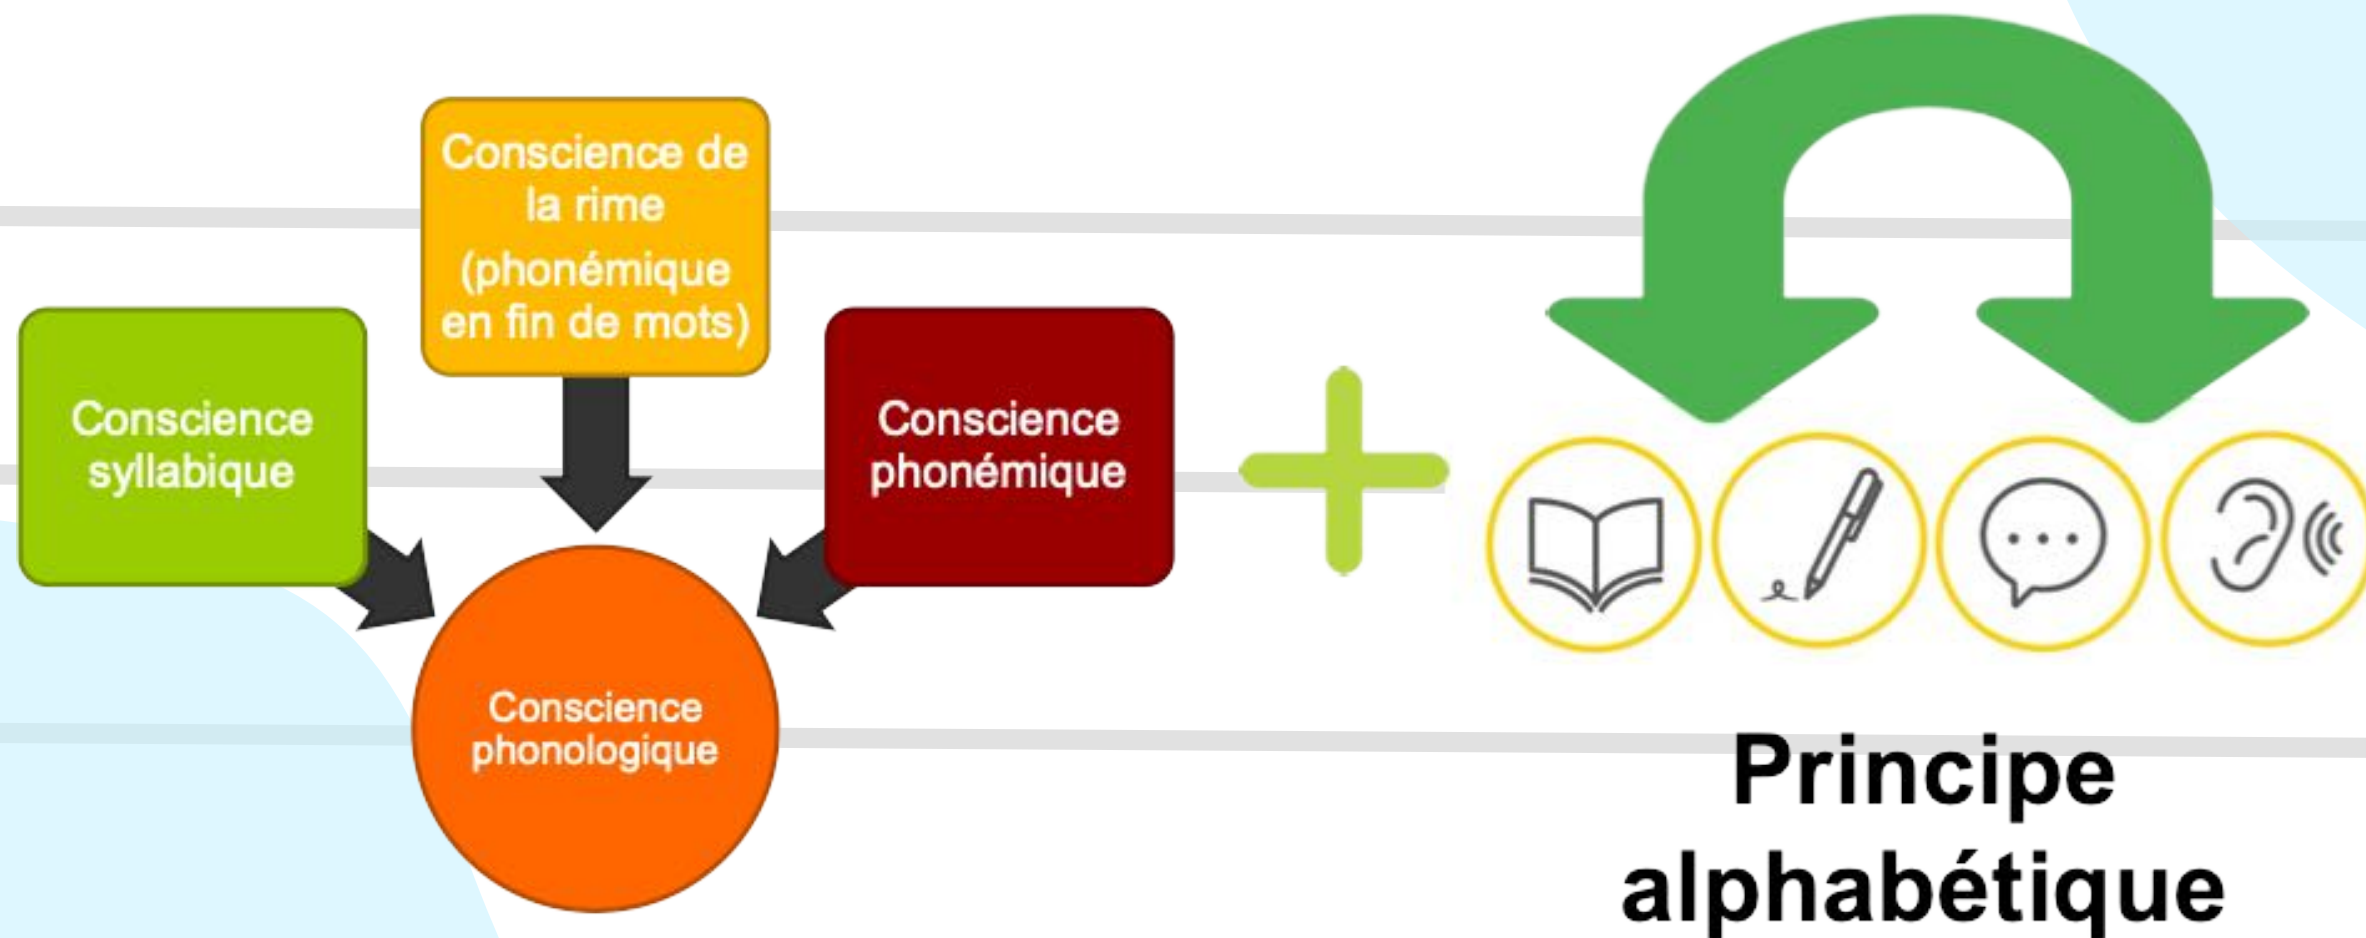 Conscience de
la rime
(phonémique
en fin de mots)
Conscience
syllabique
Conscience
phonémique
Conscience
phonologique
Principe
alphabétique